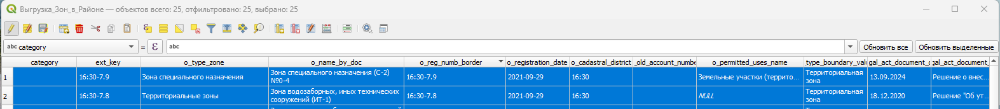 Выгрузка_Зон_в_Районе — объектов всего: 25, отфильтровано: 25, выбрано: 25
abc category = ε abc Обновить все Обновить выделенные
category ext_key o_type_zone o_name_by_doc o_reg_numb_border o_registration_date o_cadastral_district _old_account_numbe o_permitted_uses_name _type_boundary_valu gal_act_document_d gal_act_document_
1 16:30-7.9 Зона специального назначения Зона специального назначения (С-2) №0-4 16:30-7.9 2021-09-29 16:30 Земельные участки (террито... Территориальная зона 13.09.2024 Решение о внес...
2 16:30-7.8 Территориальные зоны Зона водозаборных, иных технических сооружений (ИТ-1) 16:30-7.8 2021-09-29 16:30 NULL Территориальная зона 18.12.2020 Решение "Об ут...